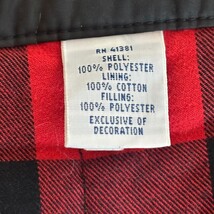 RN 41381
SHELL:
100% POLYESTER
LINING:
100% COTTON
FILLING:
100% POLYESTER
EXCLUSIVE OF
DECORATION